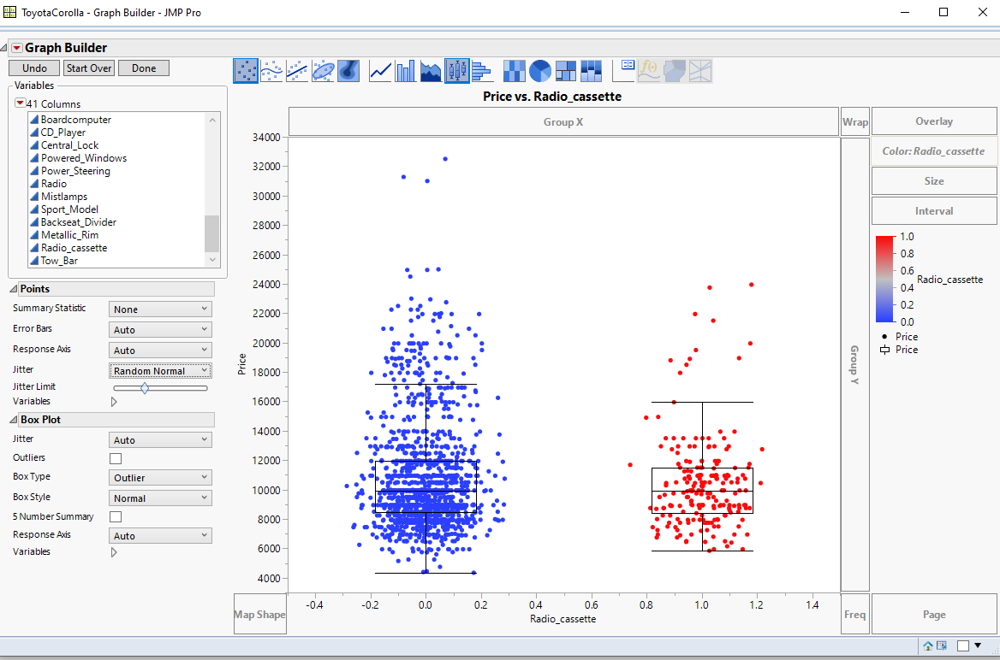 ToyotaCorolla - Graph Builder - JMP Pro
Graph Builder
Undo Start Over Done
Variables
41 Columns
Boardcomputer
CD_Player
Central_Lock
Powered_Windows
Power_Steering
Radio
Mistlamps
Sport_Model
Backseat_Divider
Metallic_Rim
Radio_cassette
Tow_Bar
Points
Summary Statistic None
Error Bars Auto
Response Axis Auto
Jitter Random Normal
Jitter Limit
Variables
Box Plot
Jitter Auto
Outliers
Box Type Outlier
Box Style Normal
5 Number Summary
Response Axis Auto
Variables
Price vs. Radio_cassette
Group X
Wrap
Overlay
Color: Radio_cassette
Size
Interval
34000
32000
30000
28000
26000
24000
22000
20000
18000
16000
14000
12000
10000
8000
6000
4000
Price
-0.4 -0.2 0.0 0.2 0.4 0.6 0.8 1.0 1.2 1.4
Radio_cassette
Group Y
1.0
0.8
0.6
0.4
0.2
0.0
Radio_cassette
Price
Price
Map Shape
Freq
Page